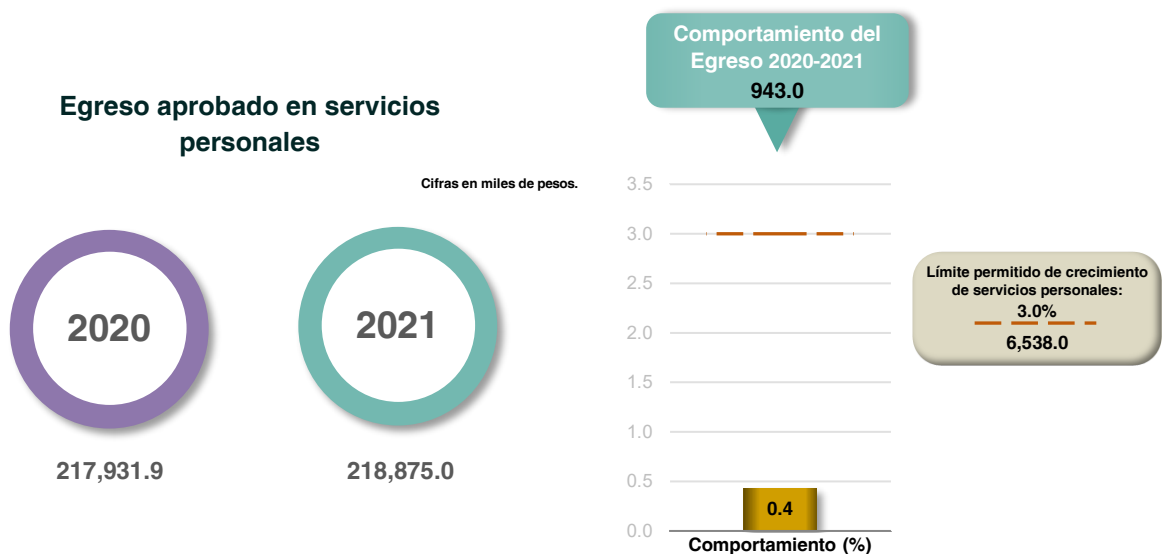 Egreso aprobado en servicios
personales
Cifras en miles de pesos.
2020
2021
217,931.9
218,875.0
Comportamiento del
Egreso 2020-2021
943.0
3.5
3.0
2.5
2.0
1.5
1.0
0.5
0.0
0.4
Comportamiento (%)
Límite permitido de crecimiento
de servicios personales:
3.0%
6,538.0